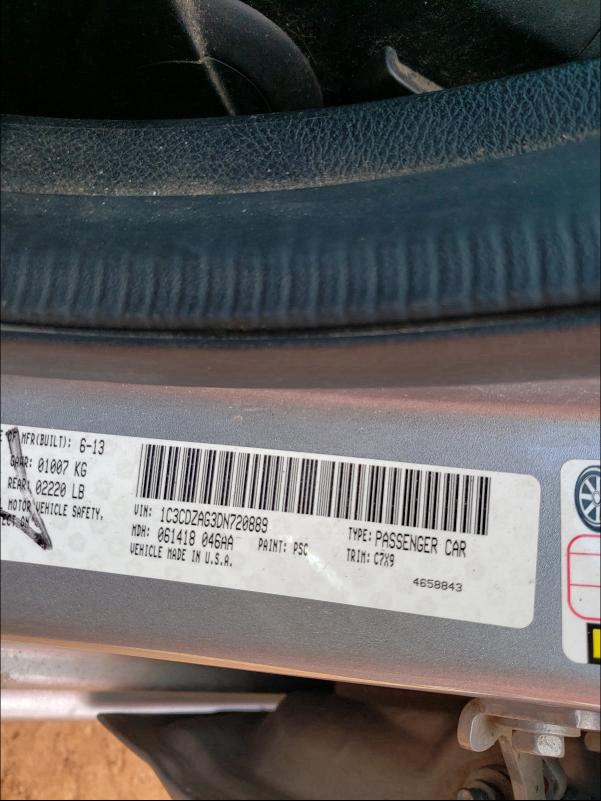 E OF MFR(BUILT): 6-13
GAWR: 01007 KG
REAR: 02220 LB
MOTOR VEHICLE SAFETY,
VIN: 1C3CDZAG3DN720889
TYPE: PASSENGER CAR
MDH: 061418 046AA
PAINT: PSC
TRIM: C7X9
VEHICLE MADE IN U.S.A.
4658843